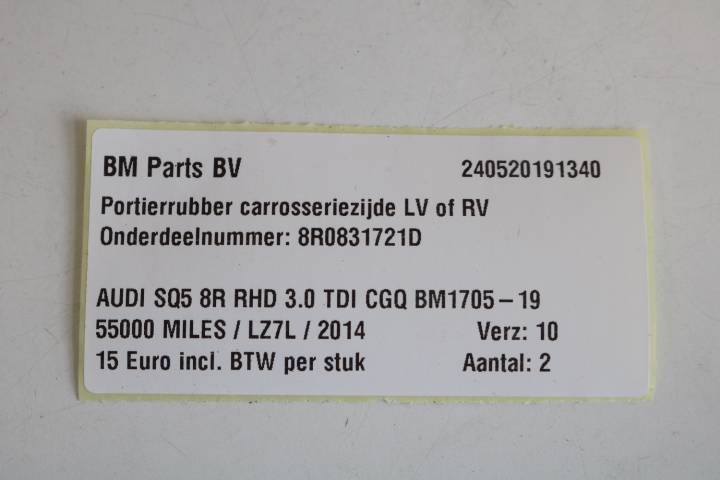 BM Parts BV 240520191340
Portierrubber carrosseriezijde LV of RV
Onderdeelnummer: 8R0831721D
AUDI SQ5 8R RHD 3.0 TDI CGQ BM1705-19
55000 MILES / LZ7L / 2014 Verz: 10
15 Euro incl. BTW per stuk Aantal: 2